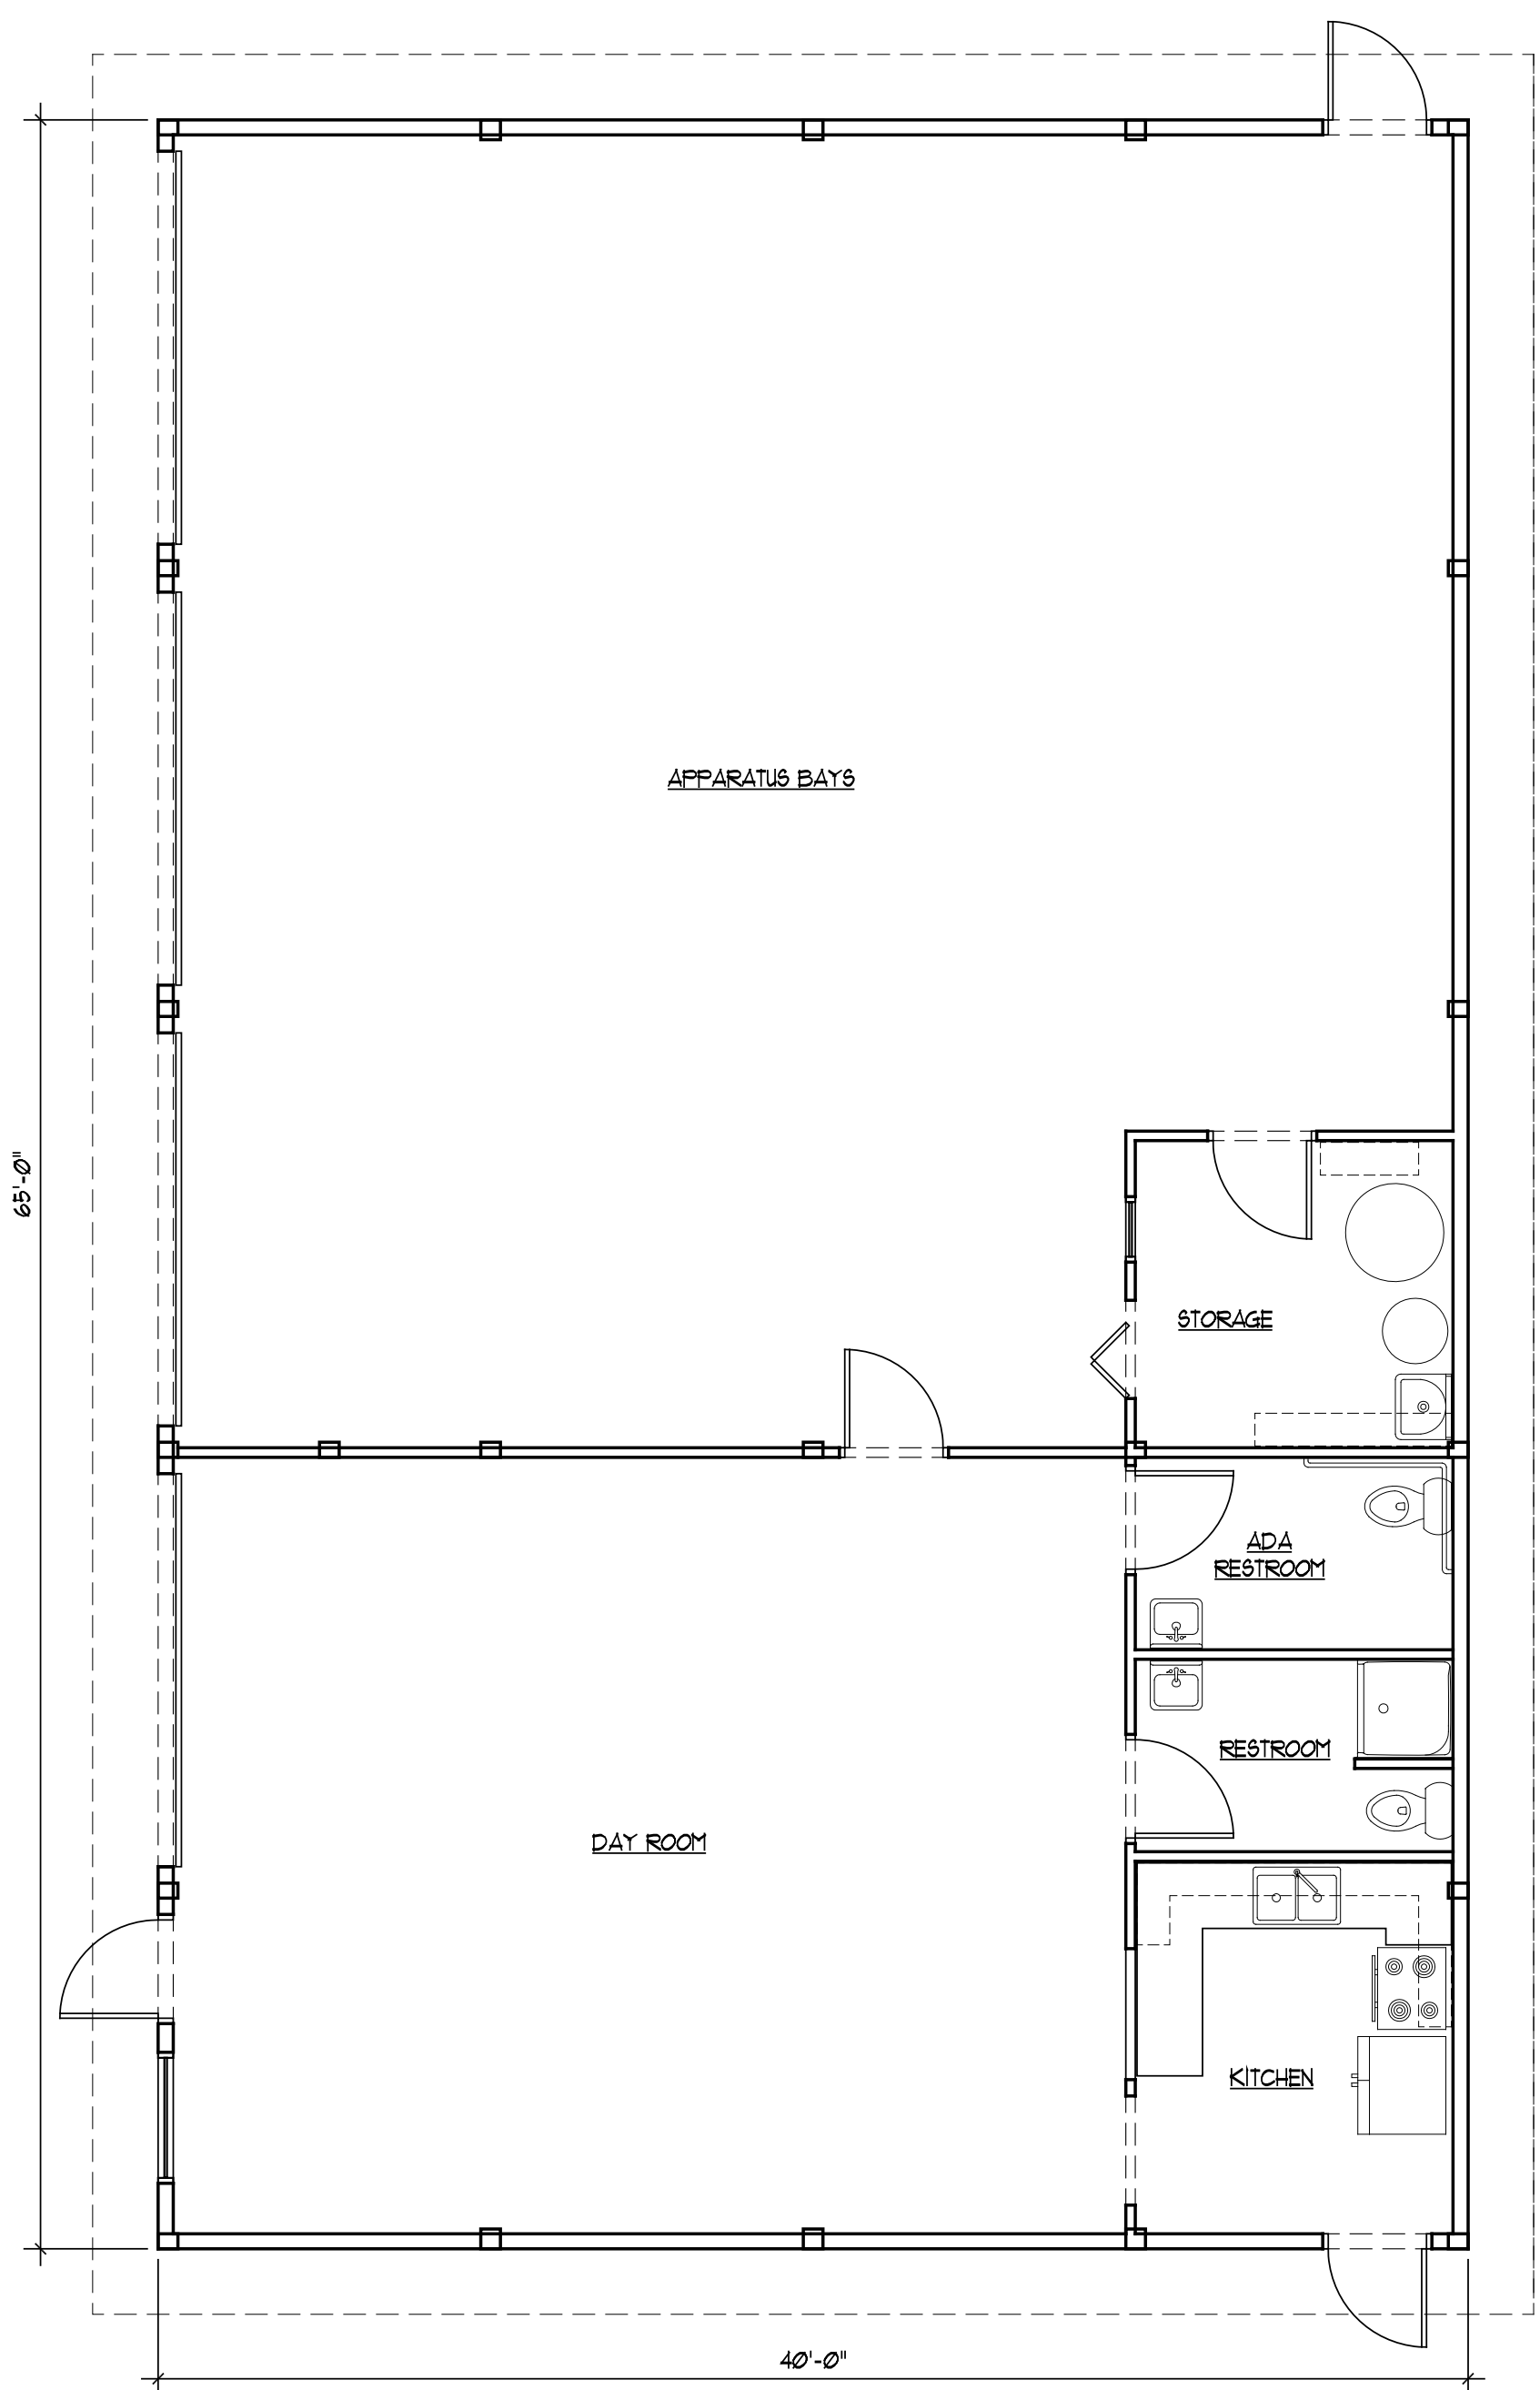 APPARATUS BAYS
65'-0"
STORAGE
ADA
RESTROOM
RESTROOM
DAY ROOM
KITCHEN
40'-0"